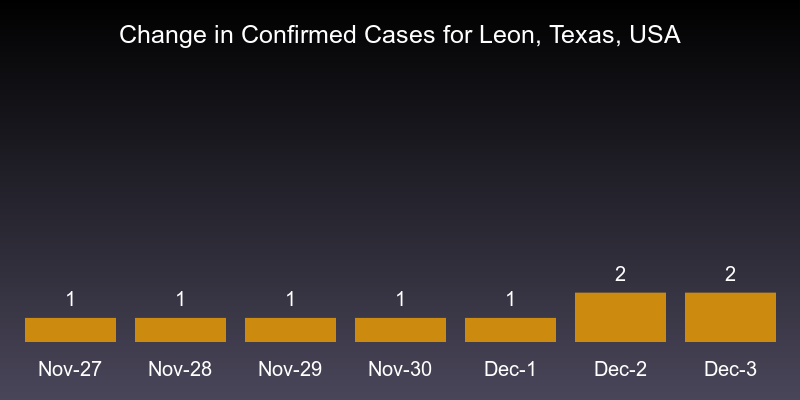 Change in Confirmed Cases for Leon, Texas, USA
2 2
1 1 1 1 1
Nov-27 Nov-28 Nov-29 Nov-30 Dec-1 Dec-2 Dec-3